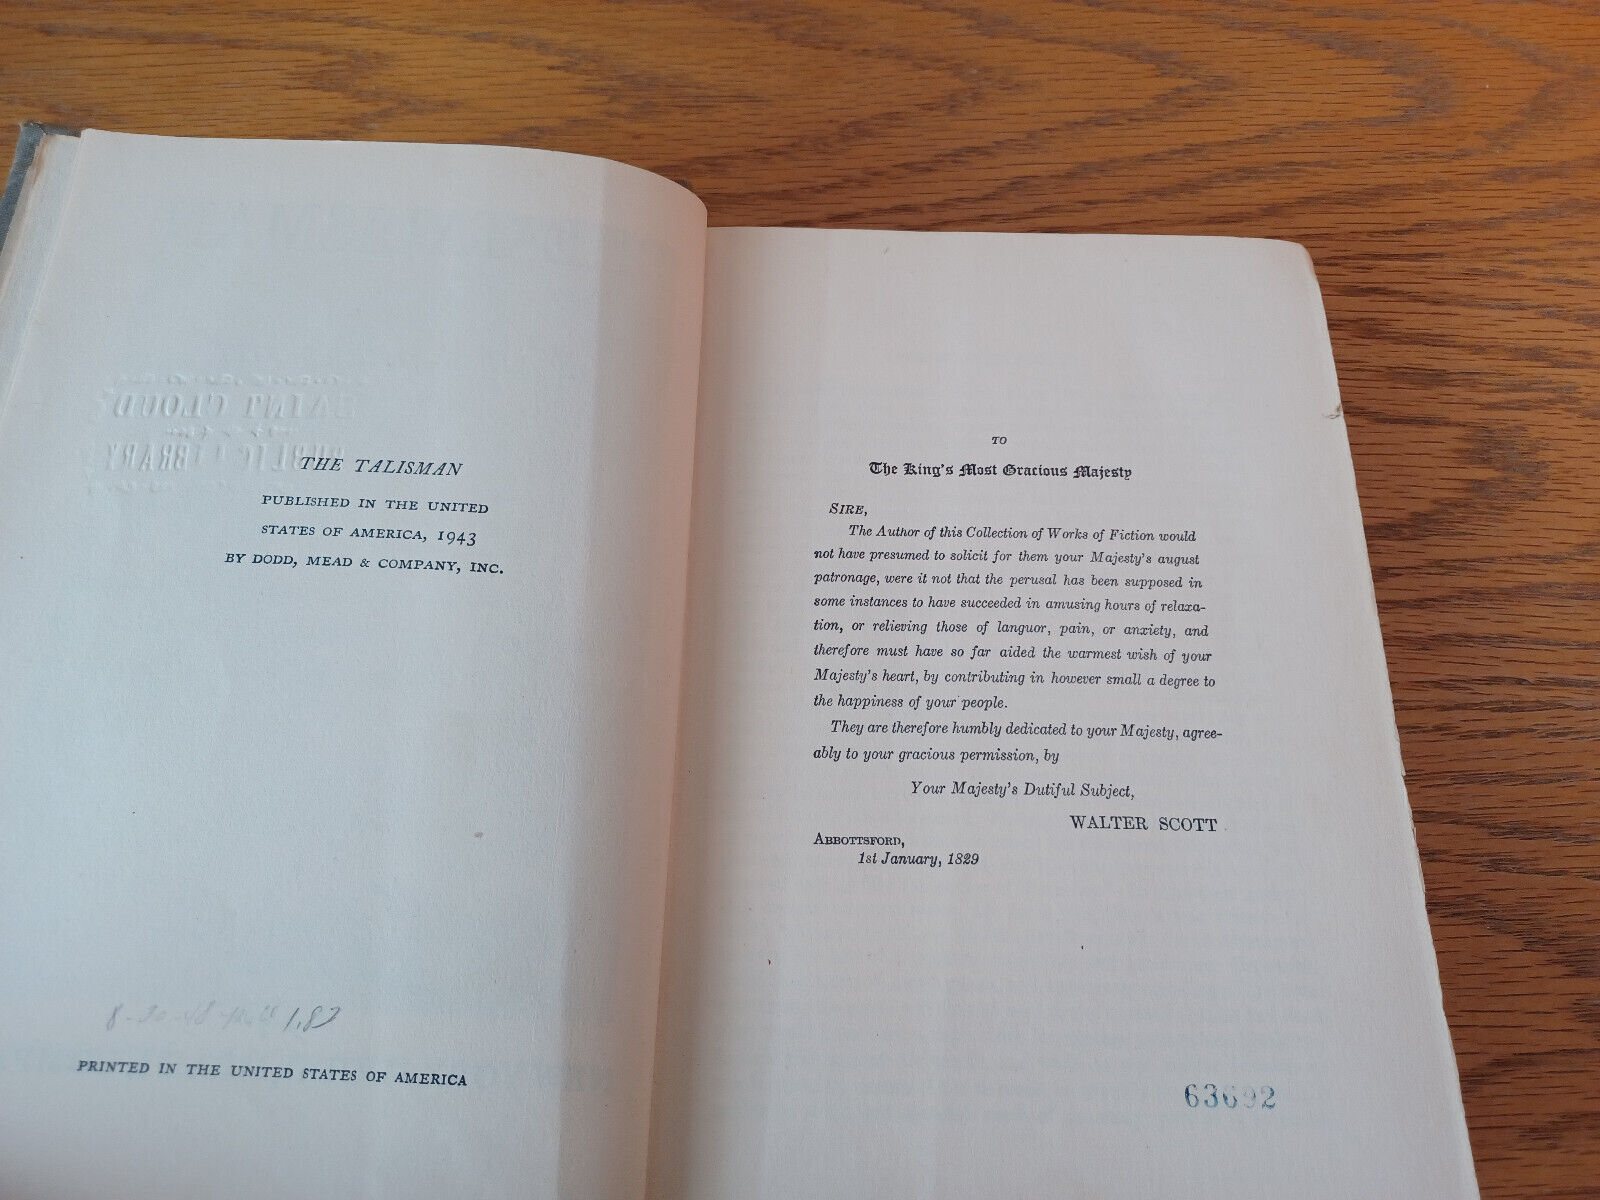 THE TALISMAN
PUBLISHED IN THE UNITED
STATES OF AMERICA, 1943
BY DODD, MEAD & COMPANY, INC.
CLOUD
1.83
PRINTED IN THE UNITED STATES OF AMERICA
TO
The King's Most Gracious Majesty
SIRE,
The Author of this Collection of Works of Fiction would
not have presumed to solicit for them your Majesty's august
patronage, were it not that the perusal has been supposed in
some instances to have succeeded in amusing hours of relaxa-
tion, or relieving those of languor, pain, or anxiety, and
therefore must have so far aided the warmest wish of your
Majesty's heart, by contributing in however small a degree to
the happiness of your people.
They are therefore humbly dedicated to your Majesty, agree-
ably to your gracious permission, by
Your Majesty's Dutiful Subject,
WALTER SCOTT
ABBOTTSFORD,
1st January, 1829
63692